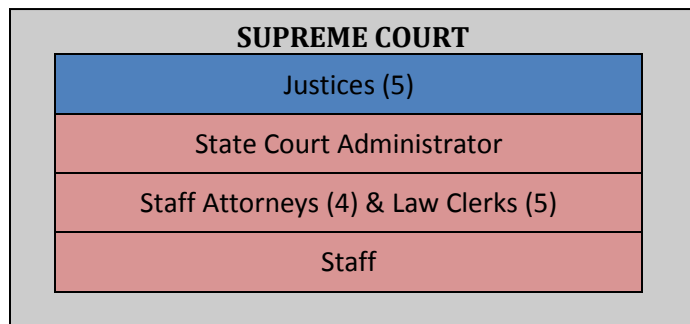 SUPREME COURT
Justices (5)
State Court Administrator
Staff Attorneys (4) & Law Clerks (5)
Staff